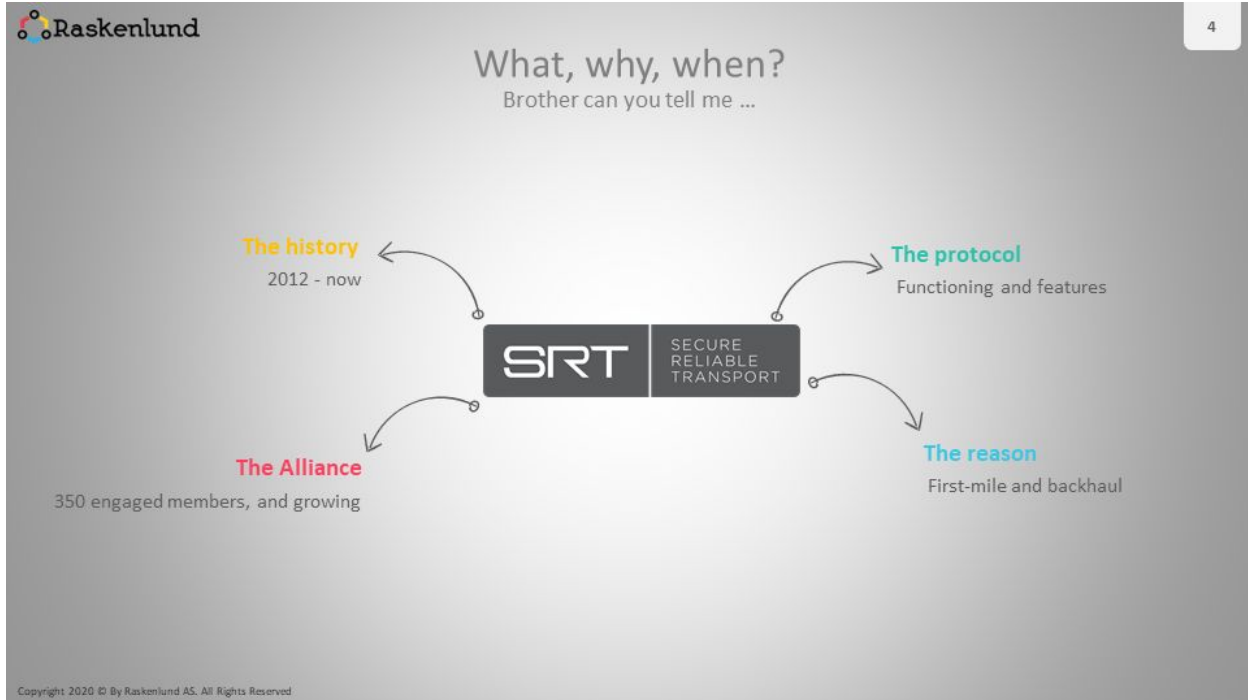 Raskenlund
4
What, why, when?
Brother can you tell me ...
The history
2012 - now
The protocol
Functioning and features
SRT
SECURE
RELIABLE
TRANSPORT
The Alliance
350 engaged members, and growing
The reason
First-mile and backhaul
Copyright 2020 © By Raskenlund AS. All Rights Reserved